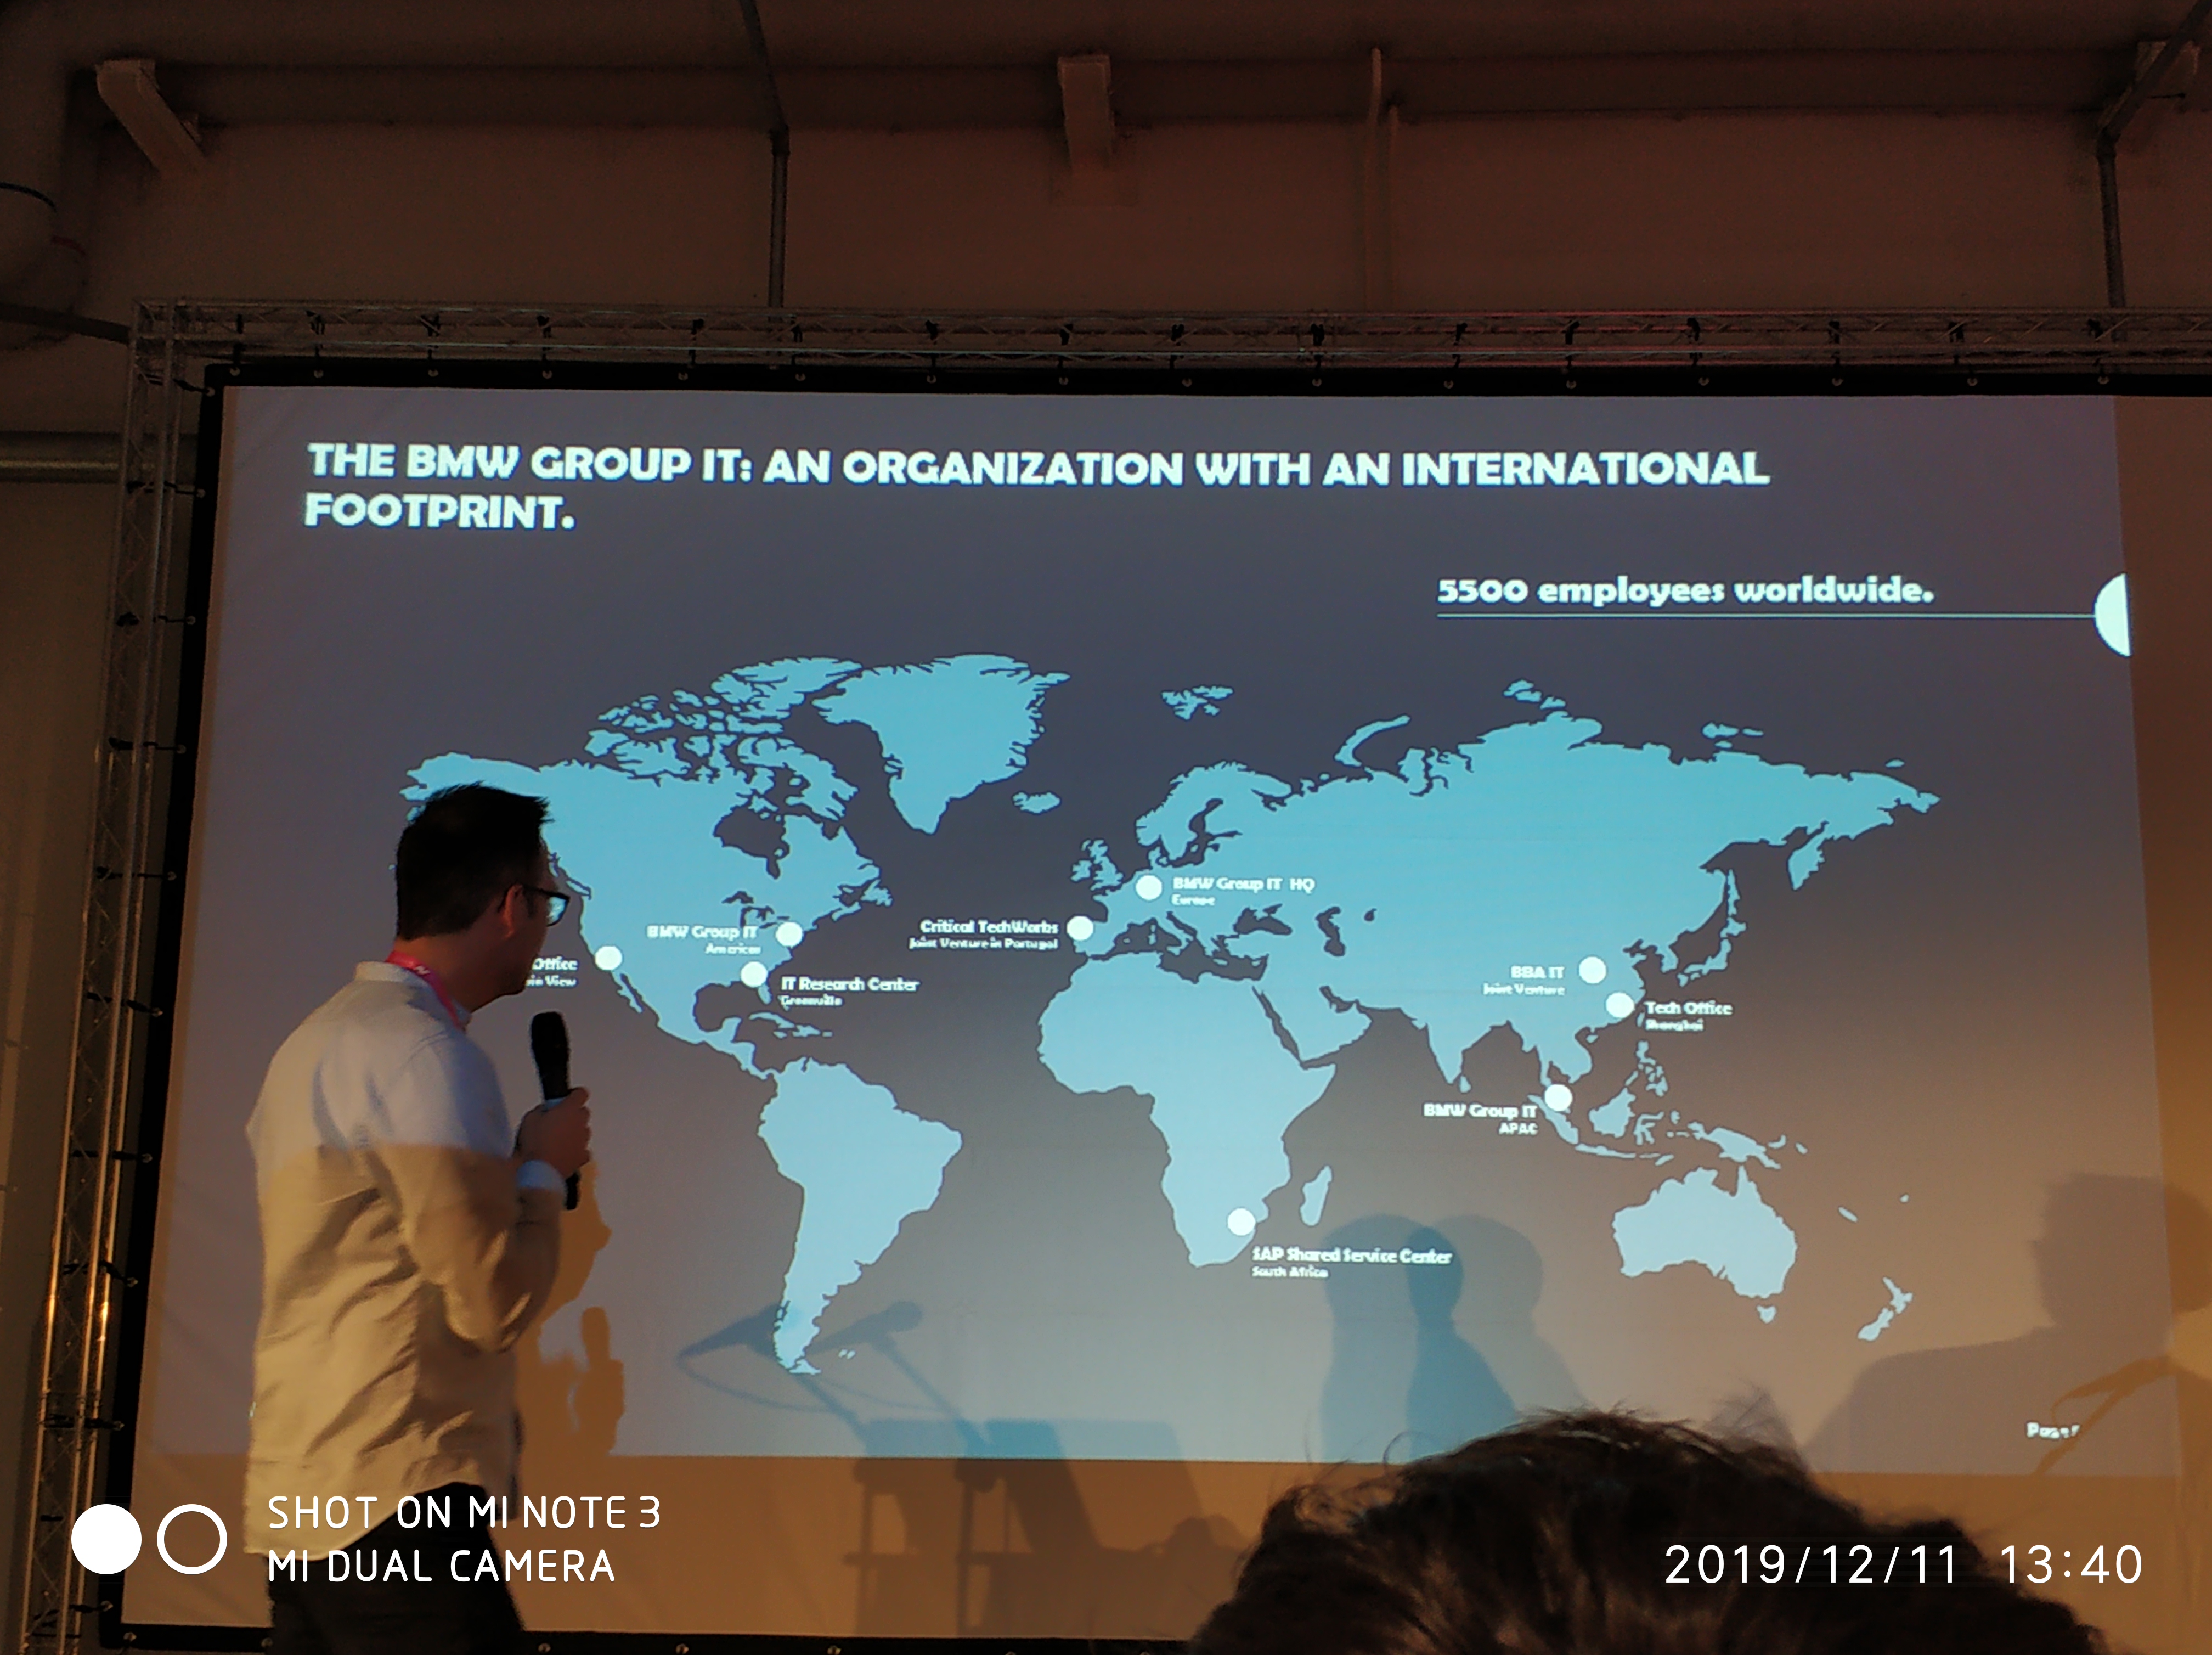 THE BMW GROUP IT: AN ORGANIZATION WITH AN INTERNATIONAL
FOOTPRINT.
5500 employees worldwide.
BMW Group IT HQ
Europe
Critical TechWorks
Joint Venture in Portugal
BMW Group IT
Americas
Office
in View
IT Research Center
Greenville
BBA IT
Joint Venture
Tech Office
Shanghai
BMW Group IT
APAC
SAP Shared Service Center
South Africa
SHOT ON MI NOTE 3
MI DUAL CAMERA
2019/12/11 13:40